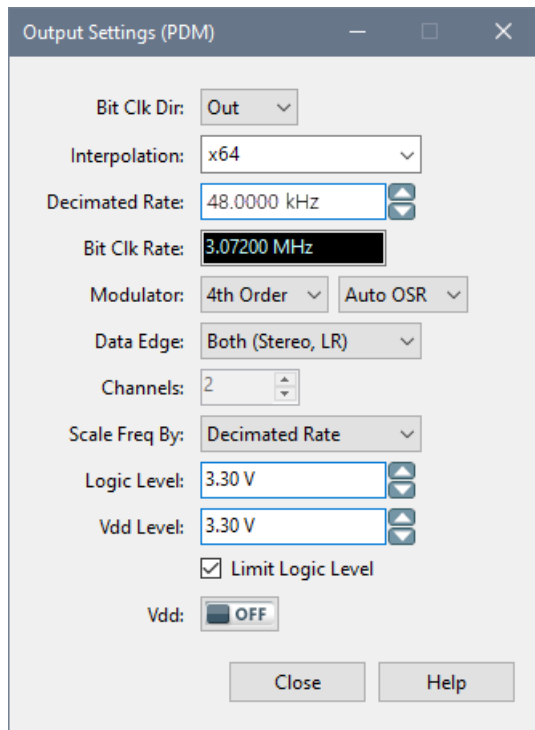 Output Settings (PDM)
Bit Clk Dir: Out
Interpolation: x64
Decimated Rate: 48.0000 kHz
Bit Clk Rate: 3.07200 MHz
Modulator: 4th Order Auto OSR
Data Edge: Both (Stereo, LR)
Channels: 2
Scale Freq By: Decimated Rate
Logic Level: 3.30 V
Vdd Level: 3.30 V
Limit Logic Level
Vdd: OFF
Close Help